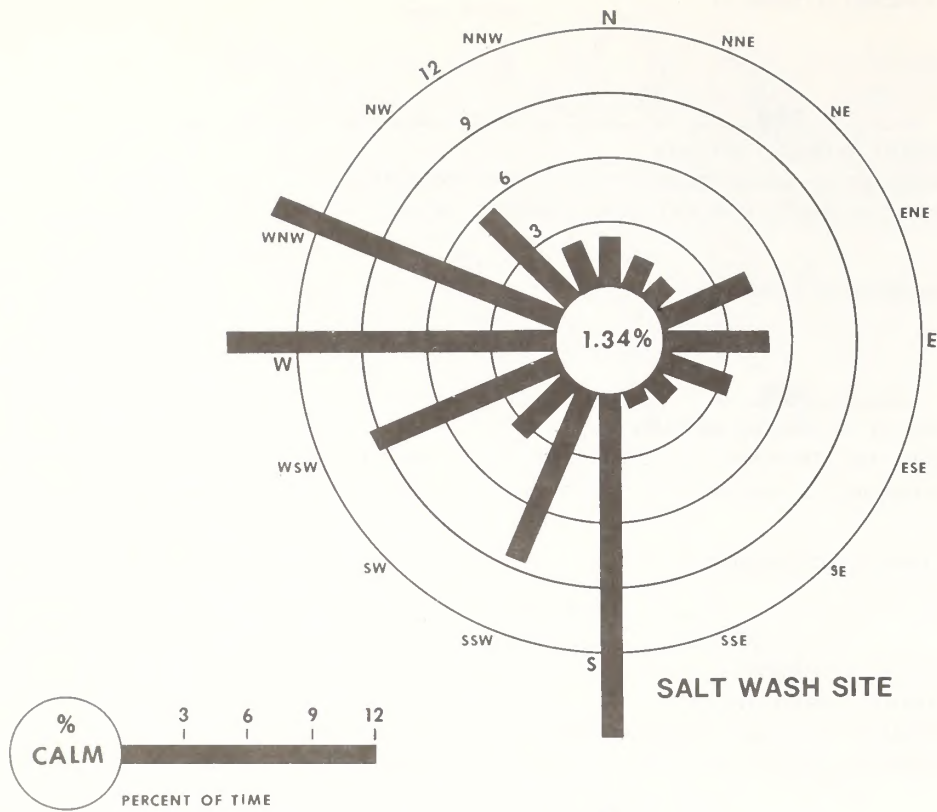 N
NNW
NNE
12
NW
NE
9
6
ENE
3
WNW
1.34%
E
W
WSW
ESE
SW
SE
SSW
SSE
S
SALT WASH SITE
%
CALM
3 6 9 12
PERCENT OF TIME